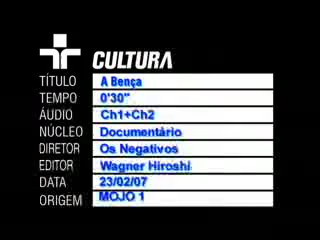 CULTURA
TÍTULO A Bença
TEMPO 0'30"
ÁUDIO Ch1+Ch2
NÚCLEO Documentário
DIRETOR Os Negativos
EDITOR Wagner Hiroshi
DATA 23/02/07
ORIGEM MOJO 1